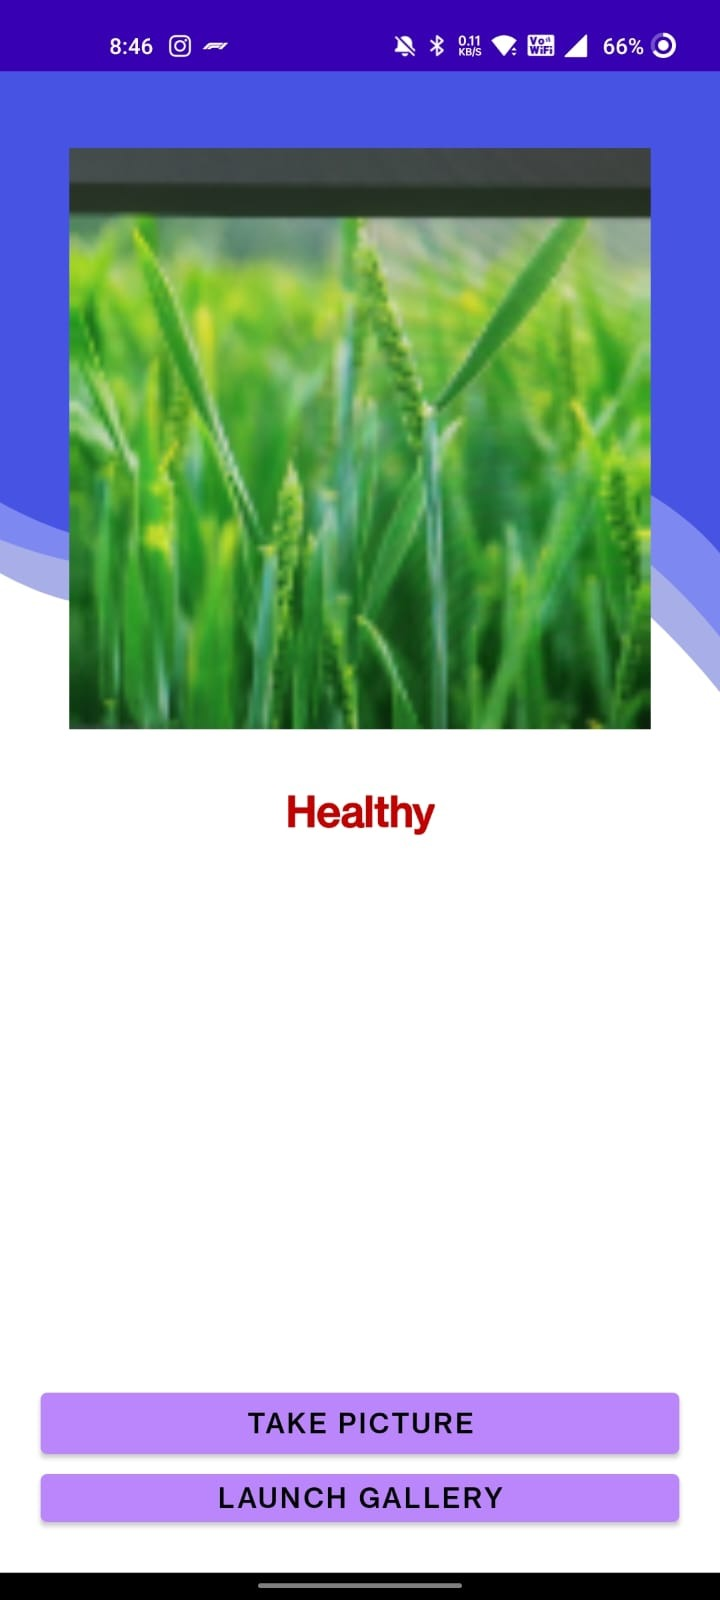 8:46
0.11
KB/S
Vo
WiFi
66%
Healthy
TAKE PICTURE
LAUNCH GALLERY